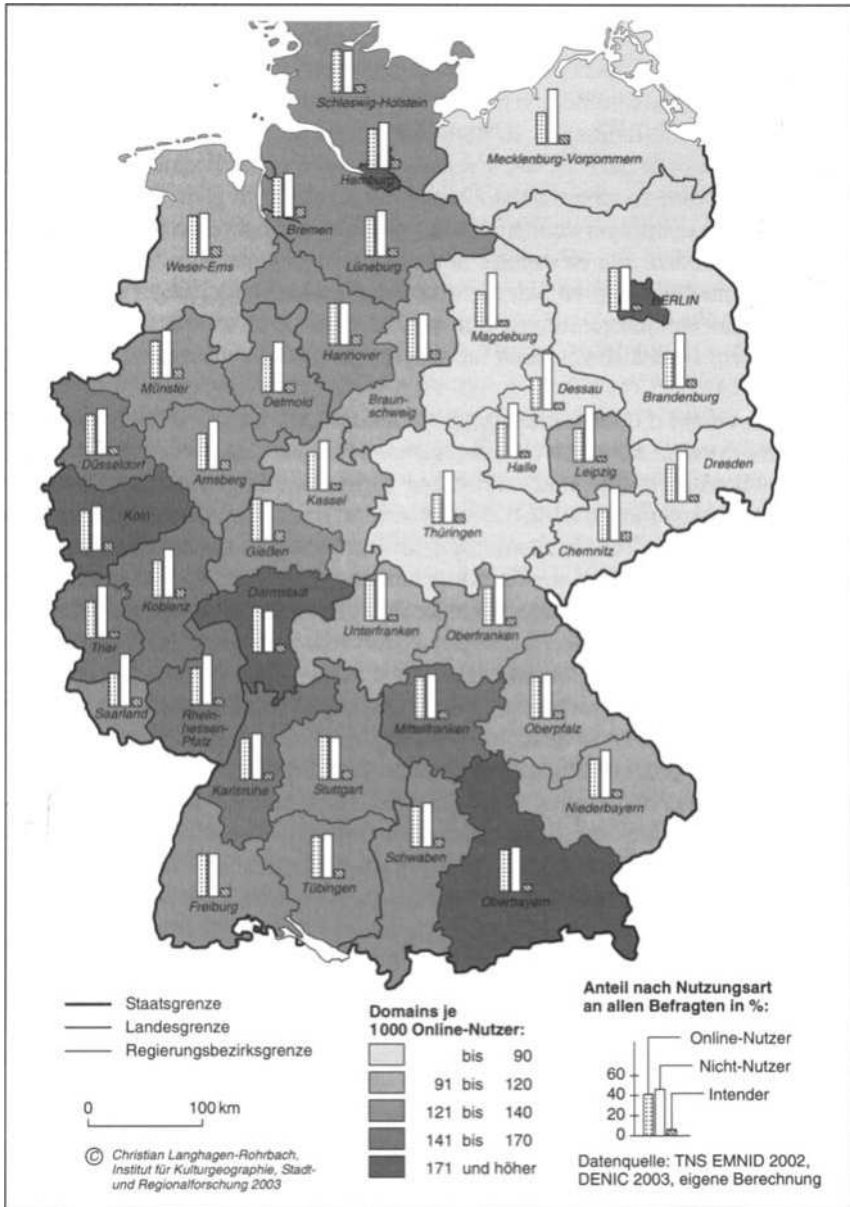 Schleswig-Holstein
Mecklenburg-Vorpommern
Hamburg
Bremen
Lüneburg
Weser-Ems
BERLIN
Magdeburg
Hannover
Münster
Detmold
Braun-
schweig
Dessau
Brandenburg
Düsseldorf
Arnsberg
Kassel
Halle
Leipzig
Dresden
Köln
Gießen
Thüringen
Chemnitz
Darmstadt
Koblenz
Trier
Unterfranken
Oberfranken
Saarland
Rhein-
hessen-
Pfalz
Mittelfranken
Oberpfalz
Karlsruhe
Stuttgart
Niederbayern
Schwaben
Tübingen
Freiburg
Oberbayern
Staatsgrenze
Landesgrenze
Regierungsbezirksgrenze
0 100 km
© Christian Langhagen-Rohrbach,
Institut für Kulturgeographie, Stadt-
und Regionalforschung 2003
Domains je
1000 Online-Nutzer:
bis 90
91 bis 120
121 bis 140
141 bis 170
171 und höher
Anteil nach Nutzungsart
an allen Befragten in %:
Online-Nutzer
Nicht-Nutzer
Intender
60
40
20
0
Datenquelle: TNS EMNID 2002,
DENIC 2003, eigene Berechnung